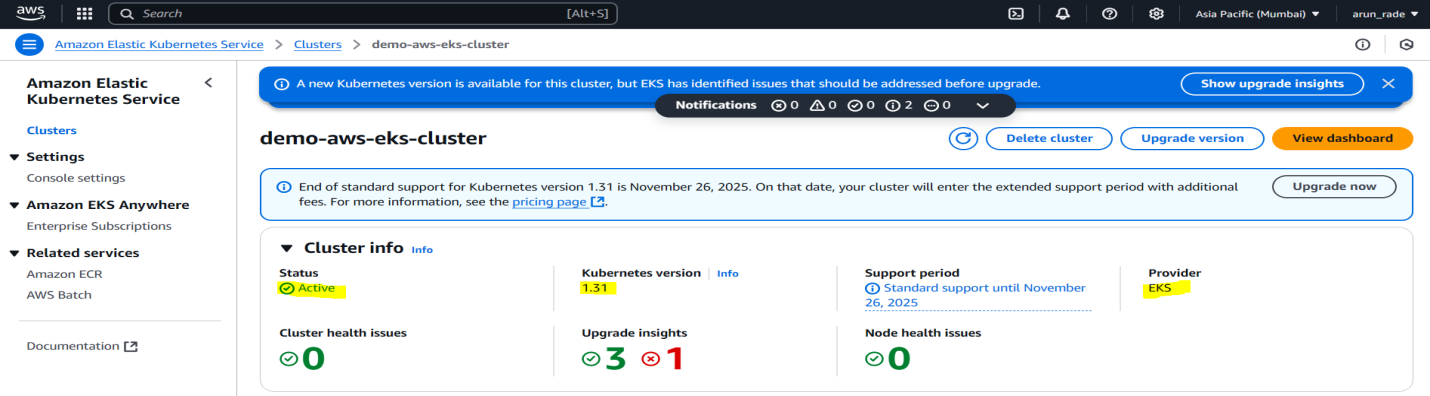 aws
Search [Alt+S]
Asia Pacific (Mumbai) ▼ arun_rade ▼
Amazon Elastic Kubernetes Service > Clusters > demo-aws-eks-cluster
Amazon Elastic
Kubernetes Service
Clusters
Settings
Console settings
Amazon EKS Anywhere
Enterprise Subscriptions
Related services
Amazon ECR
AWS Batch
Documentation
A new Kubernetes version is available for this cluster, but EKS has identified issues that should be addressed before upgrade.
Show upgrade insights
Notifications 0 0 0 2 0
demo-aws-eks-cluster
Delete cluster
Upgrade version
View dashboard
End of standard support for Kubernetes version 1.31 is November 26, 2025. On that date, your cluster will enter the extended support period with additional
fees. For more information, see the pricing page.
Upgrade now
Cluster info Info
Status
Active
Kubernetes version | Info
1.31
Support period
Standard support until November
26, 2025
Provider
EKS
Cluster health issues
0
Upgrade insights
3 1
Node health issues
0